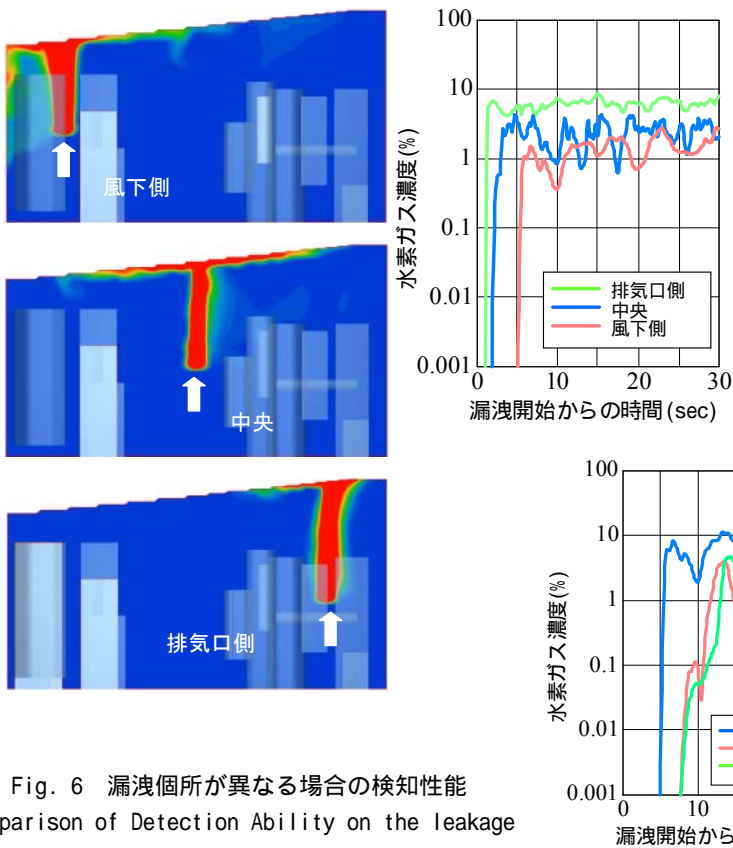 風下側
中央
排気口側
100
10
1
0.1
0.01
0.001
水素ガス濃度(%)
排気口側
中央
風下側
0
10
20
30
漏洩開始からの時間(sec)
100
10
1
0.1
0.01
0.001
水素ガス濃度(%)
0
10
漏洩開始から
Fig. 6 漏洩個所が異なる場合の検知性能
parison of Detection Ability on the leakage